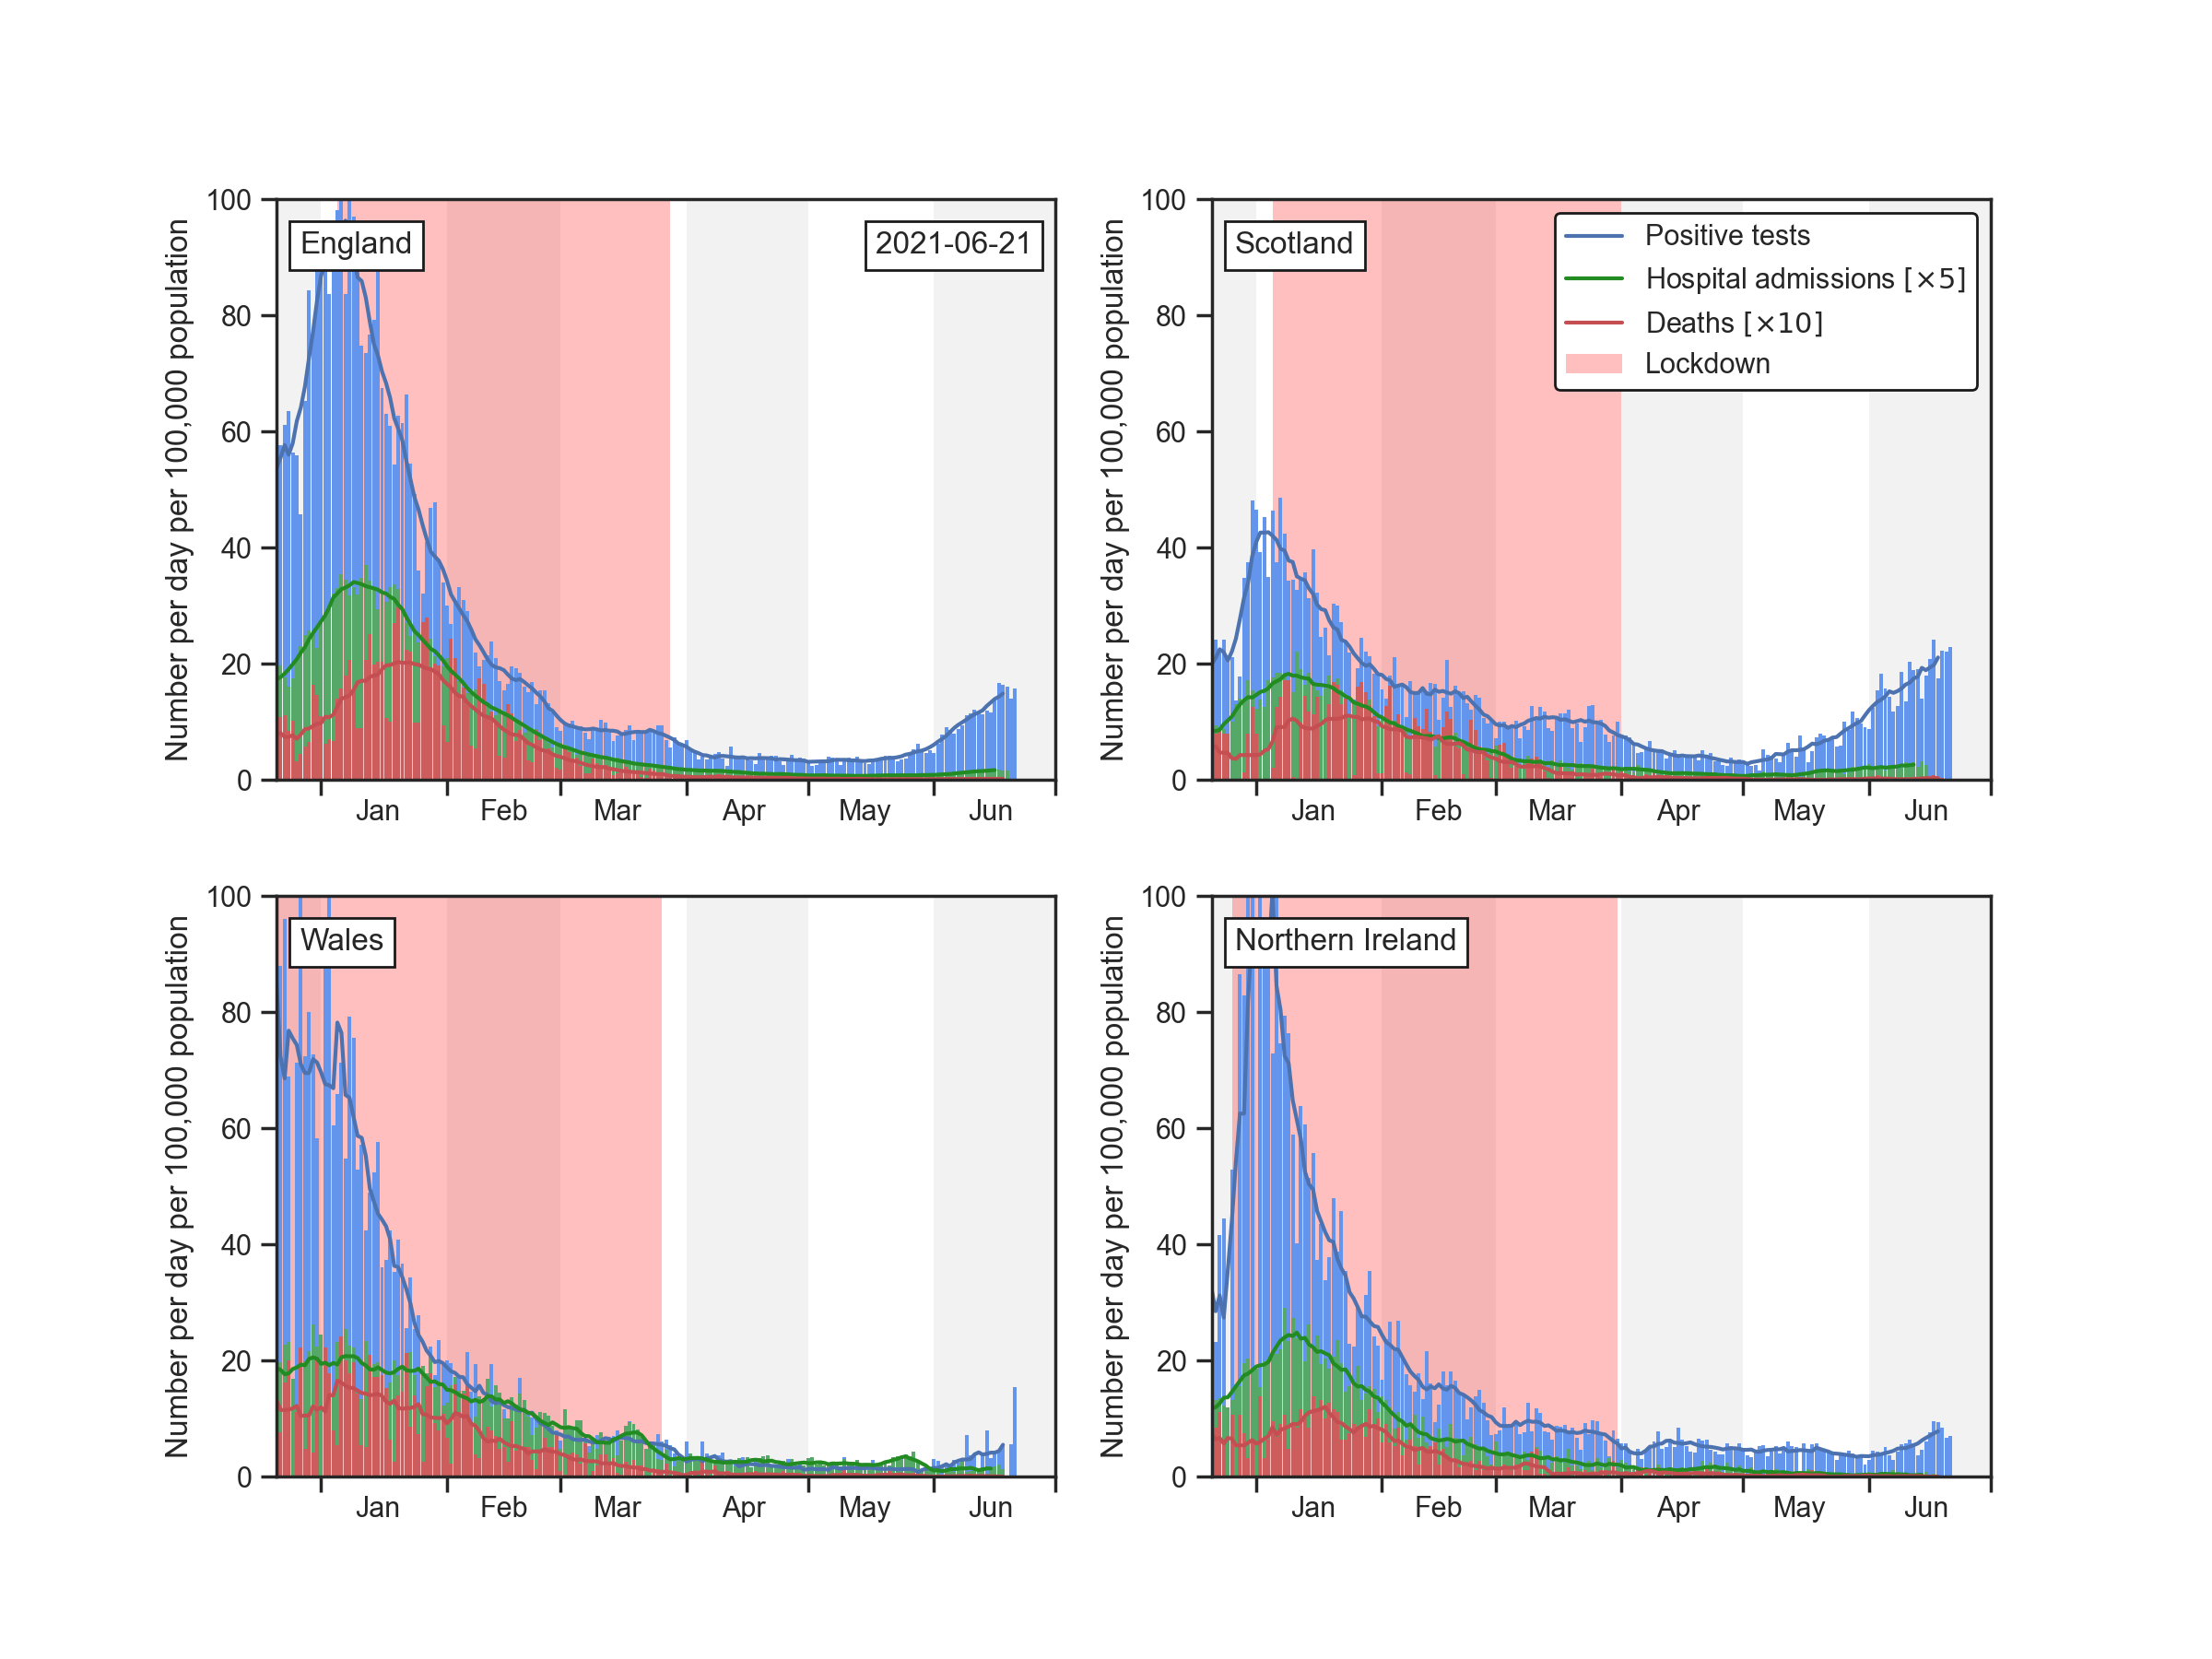 England
2021-06-21
Number per day per 100,000 population
100
80
60
40
20
0
Jan
Feb
Mar
Apr
May
Jun
Scotland
Positive tests
Hospital admissions [×5]
Deaths [×10]
Lockdown
Number per day per 100,000 population
100
80
60
40
20
0
Jan
Feb
Mar
Apr
May
Jun
Wales
Number per day per 100,000 population
100
80
60
40
20
0
Jan
Feb
Mar
Apr
May
Jun
Northern Ireland
Number per day per 100,000 population
100
80
60
40
20
0
Jan
Feb
Mar
Apr
May
Jun